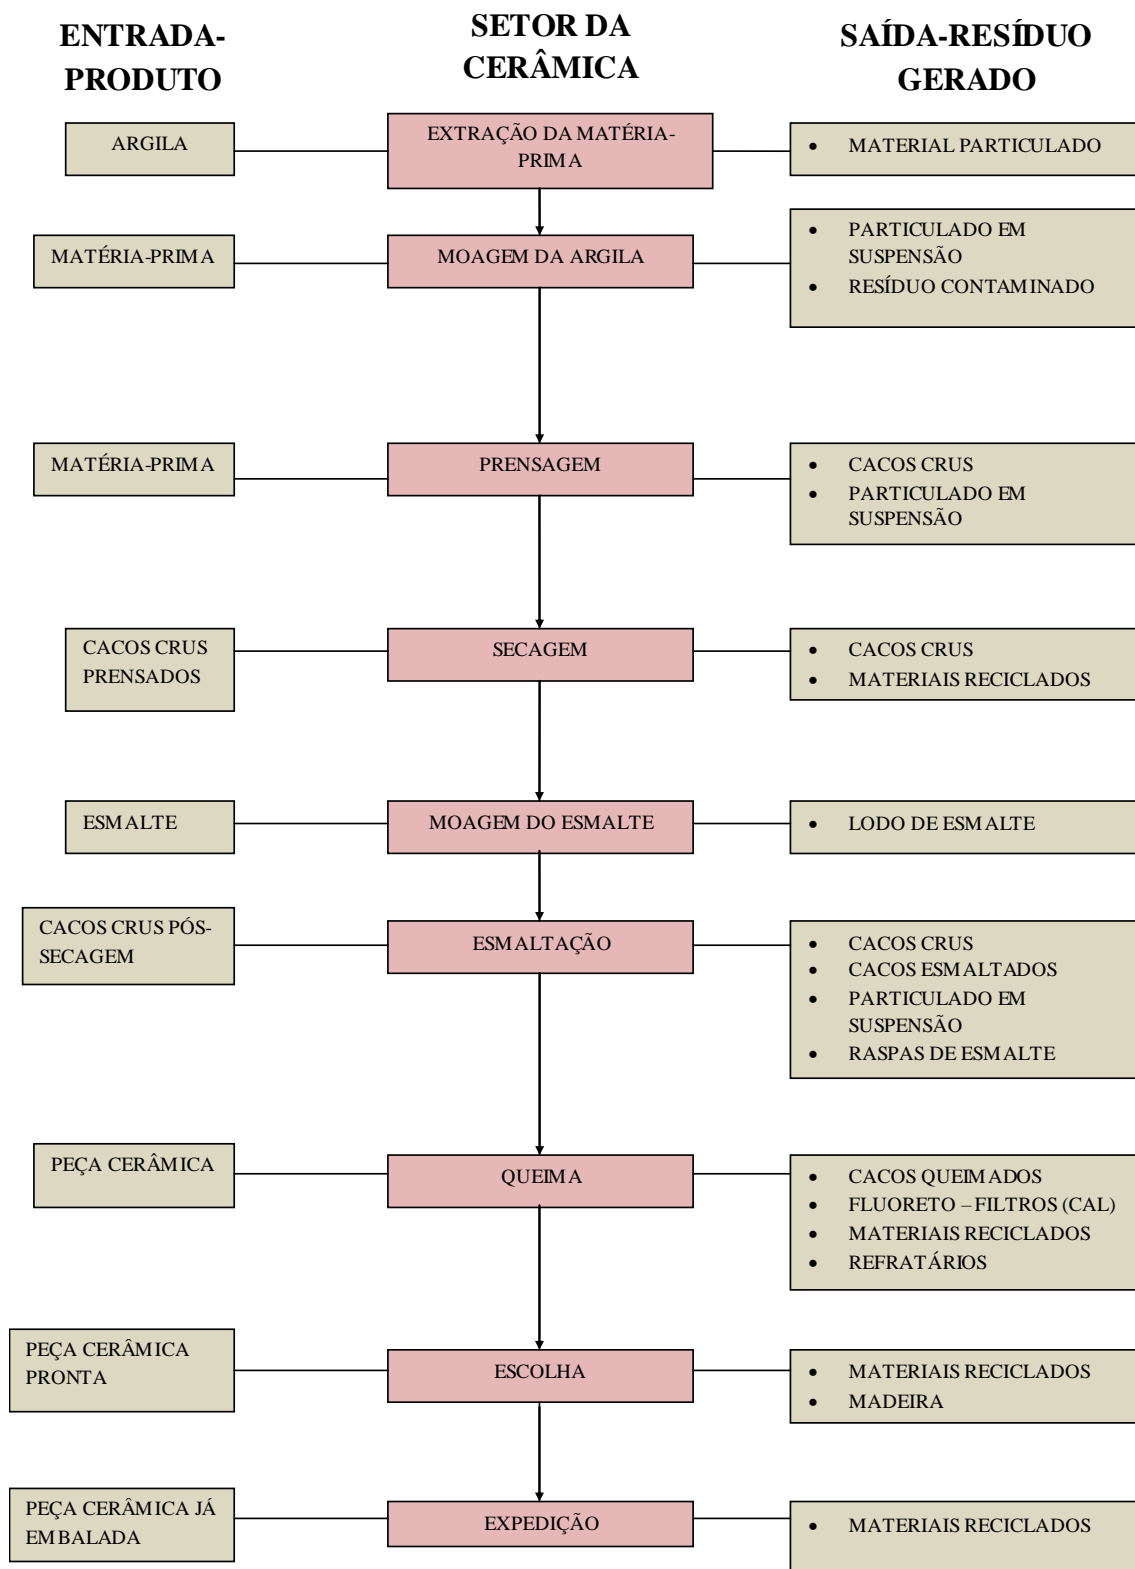 ENTRADA-
PRODUTO
SETOR DA
CERÂMICA
SAÍDA-RESÍDUO
GERADO
ARGILA
EXTRAÇÃO DA MATÉRIA-
PRIMA
• MATERIAL PARTICULADO
MATÉRIA-PRIMA
MOAGEM DA ARGILA
• PARTICULADO EM
SUSPENSÃO
• RESÍDUO CONTAMINADO
MATÉRIA-PRIMA
PRENSAGEM
• CACOS CRUS
• PARTICULADO EM
SUSPENSÃO
CACOS CRUS
PRENSADOS
SECAGEM
• CACOS CRUS
• MATERIAIS RECICLADOS
ESMALTE
MOAGEM DO ESMALTE
• LODO DE ESMALTE
CACOS CRUS PÓS-
SECAGEM
ESMALTAÇÃO
• CACOS CRUS
• CACOS ESMALTADOS
• PARTICULADO EM
SUSPENSÃO
• RASPAS DE ESMALTE
PEÇA CERÂMICA
QUEIMA
• CACOS QUEIMADOS
• FLUORETO – FILTROS (CAL)
• MATERIAIS RECICLADOS
• REFRATÁRIOS
PEÇA CERÂMICA
PRONTA
ESCOLHA
• MATERIAIS RECICLADOS
• MADEIRA
PEÇA CERÂMICA JÁ
EMBALADA
EXPEDIÇÃO
• MATERIAIS RECICLADOS